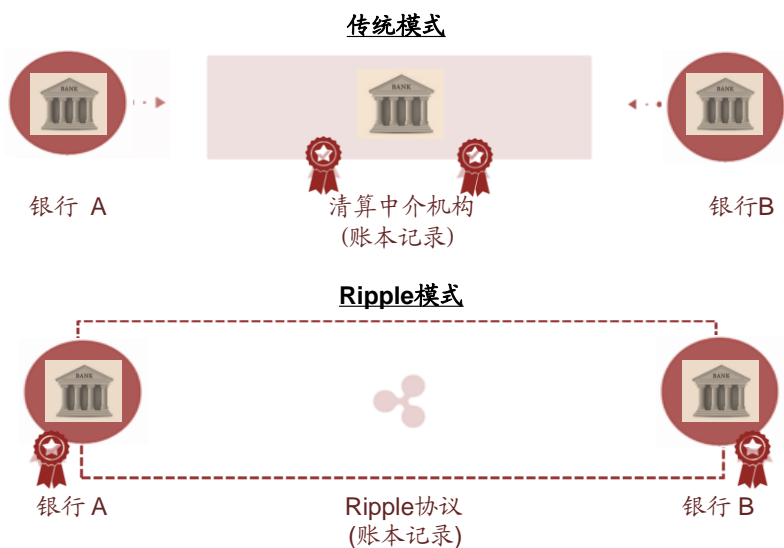 传统模式
BANK
BANK
BANK
银行 A
清算中介机构
(账本记录)
银行B
Ripple模式
BANK
BANK
银行 A
Ripple协议
(账本记录)
银行 B